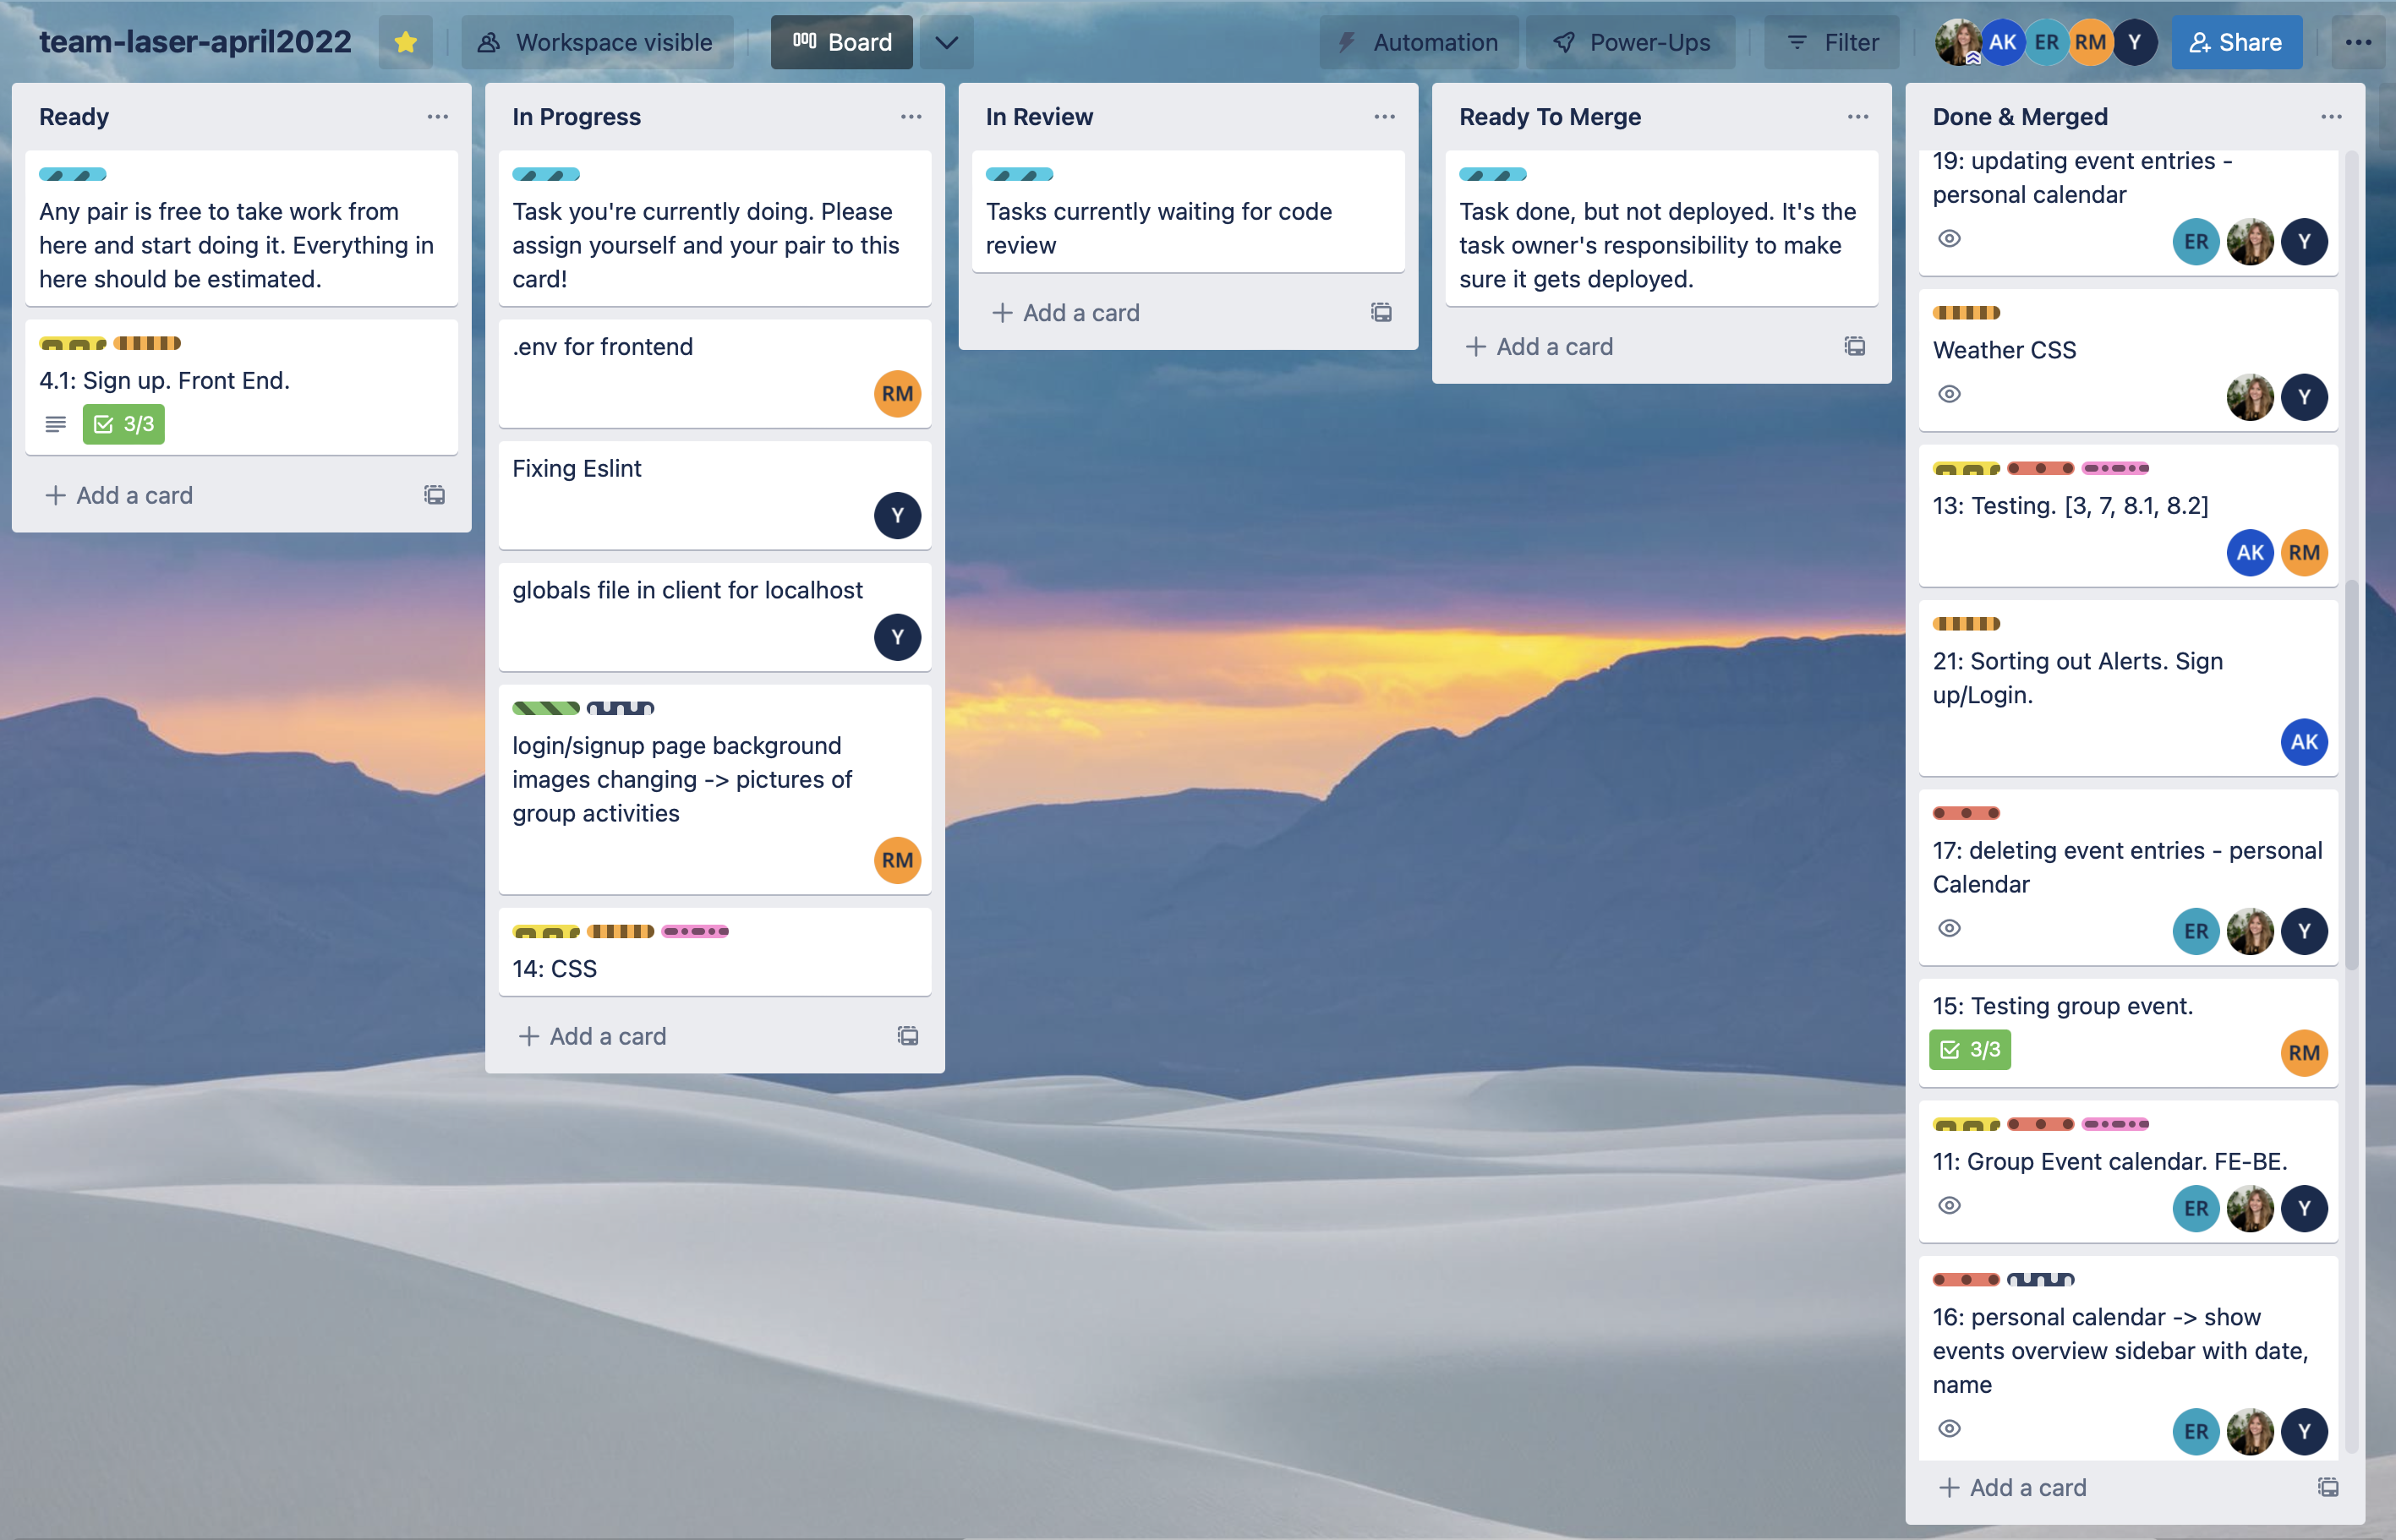 team-laser-april2022
Workspace visible
Board
Automation
Power-Ups
Filter
AK
ER
RM
Y
Share
Ready
Any pair is free to take work from
here and start doing it. Everything in
here should be estimated.
4.1: Sign up. Front End.
3/3
+ Add a card
In Progress
Task you're currently doing. Please
assign yourself and your pair to this
card!
.env for frontend
RM
Fixing Eslint
Y
globals file in client for localhost
Y
login/signup page background
images changing -> pictures of
group activities
RM
14: CSS
+ Add a card
In Review
Tasks currently waiting for code
review
+ Add a card
Ready To Merge
Task done, but not deployed. It's the
task owner's responsibility to make
sure it gets deployed.
+ Add a card
Done & Merged
19: updating event entries -
personal calendar
ER Y
Weather CSS
Y
13: Testing. [3, 7, 8.1, 8.2]
AK RM
21: Sorting out Alerts. Sign
up/Login.
AK
17: deleting event entries - personal
Calendar
ER Y
15: Testing group event.
3/3 RM
11: Group Event calendar. FE-BE.
ER Y
16: personal calendar -> show
events overview sidebar with date,
name
ER Y
+ Add a card